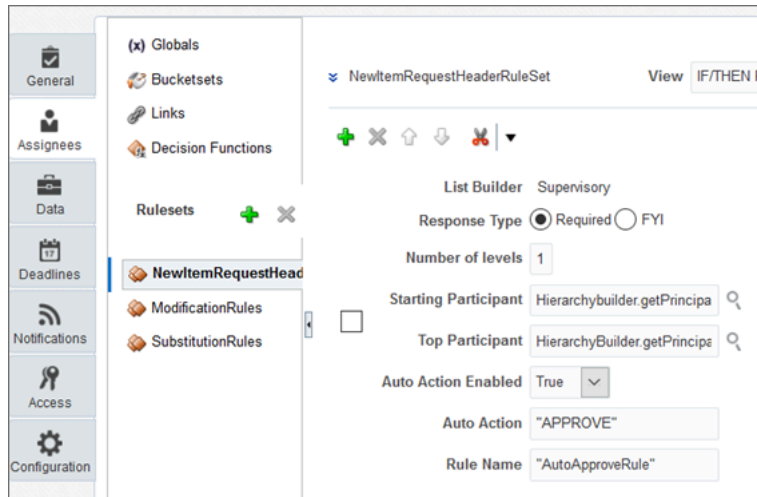 General
Assignees
Data
17
Deadlines
Notifications
Access
Configuration
(x) Globals
Bucketsets
Links
Decision Functions
Rulesets
NewItemRequestHead
ModificationRules
SubstitutionRules
NewItemRequestHeaderRuleSet View IF/THEN
List Builder Supervisory
Response Type Required FYI
Number of levels 1
Starting Participant Hierarchybuilder.getPrincipa
Top Participant HierarchyBuilder.getPrincipa
Auto Action Enabled True
Auto Action "APPROVE"
Rule Name "AutoApproveRule"